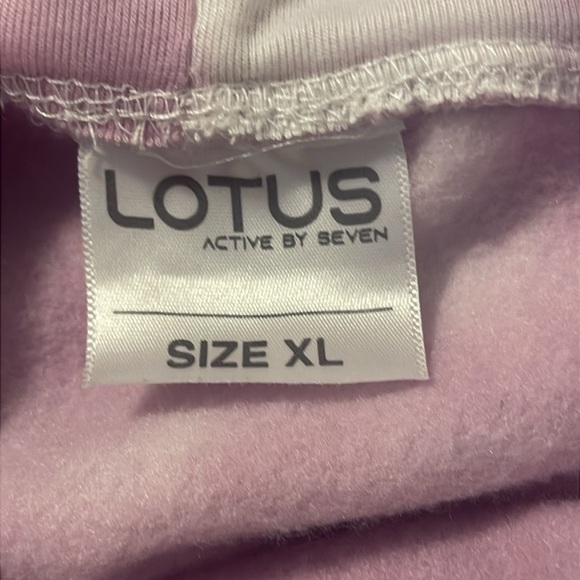 LOTUS
ACTIVE BY SEVEN
SIZE XL